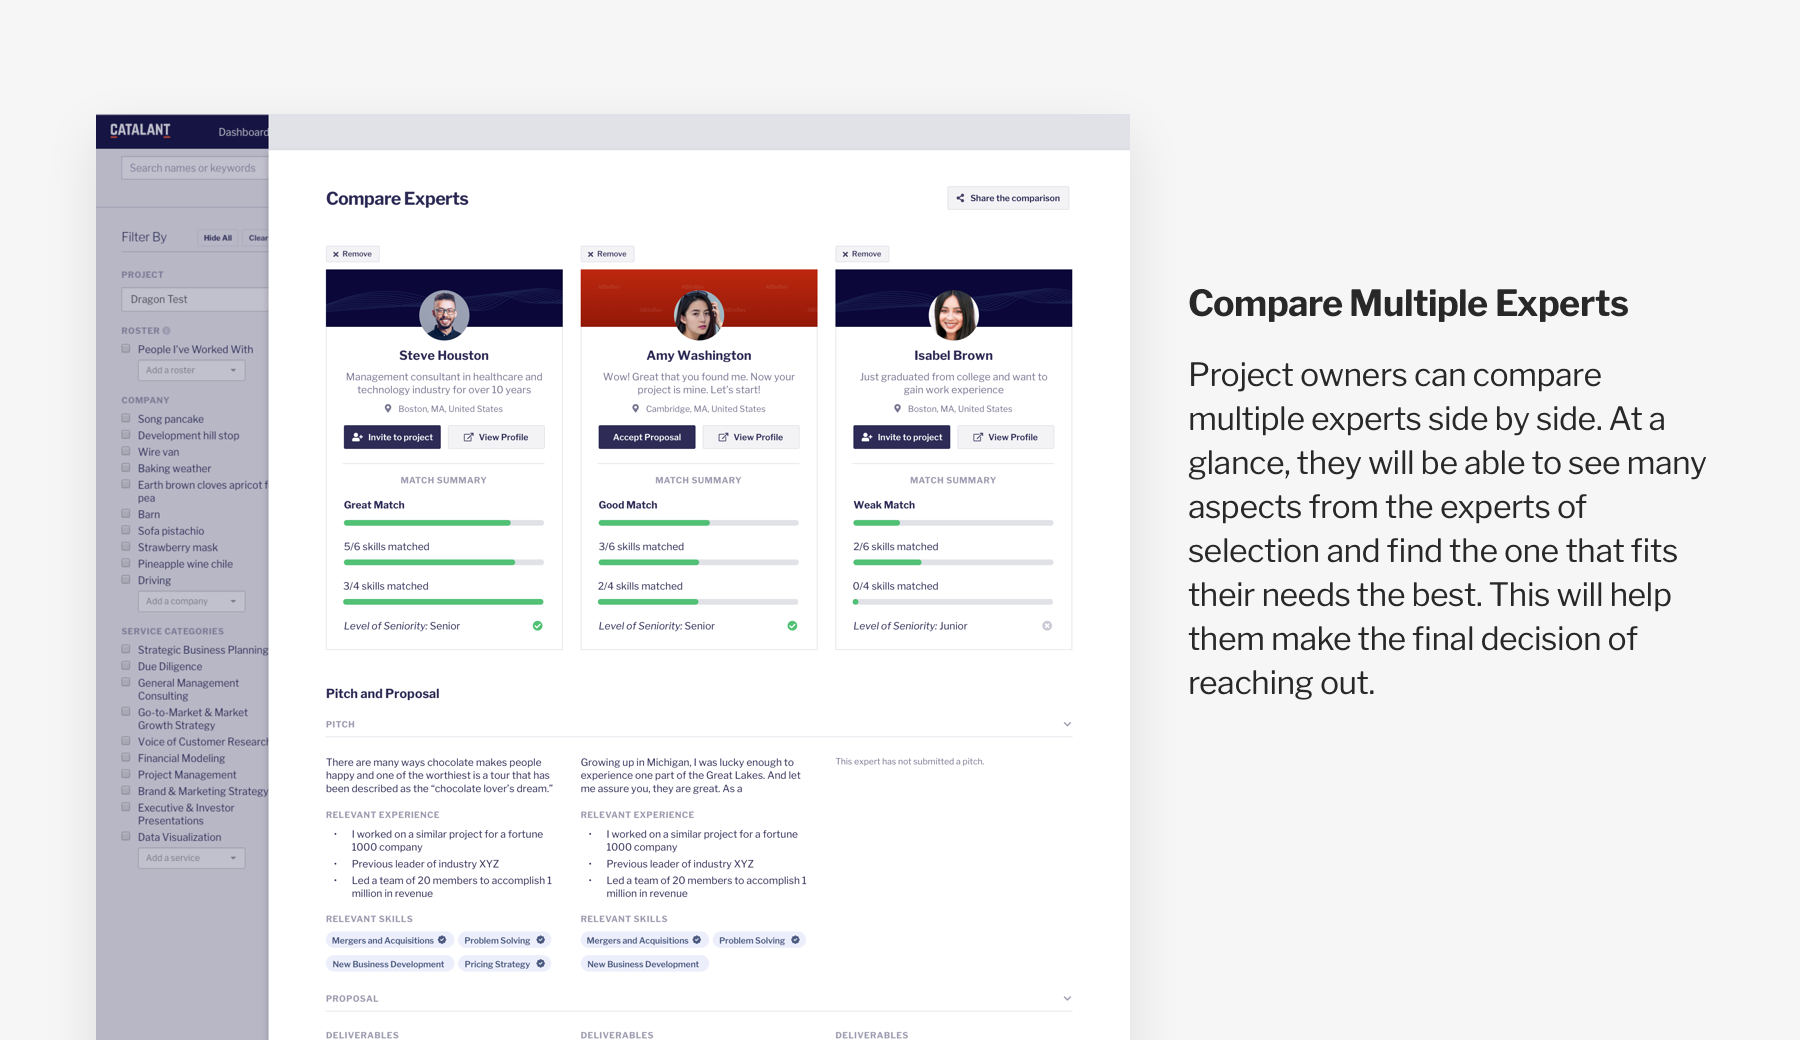 CATALANT
Dashboard
Search names or keywords
Filter By
Hide All
Clear
PROJECT
Dragon Test
ROSTER
People I've Worked With
Add a roster
COMPANY
Song pancake
Development hill stop
Wire van
Baking weather
Earth brown cloves apricot f
pea
Barn
Sofa pistachio
Strawberry mask
Pineapple wine chile
Driving
Add a company
SERVICE CATEGORIES
Strategic Business Planning
Due Diligence
General Management
Consulting
Go-to-Market & Market
Growth Strategy
Voice of Customer Research
Financial Modeling
Project Management
Brand & Marketing Strategy
Executive & Investor
Presentations
Data Visualization
Add a service
Compare Experts
Share the comparison
Remove
Steve Houston
Management consultant in healthcare and
technology industry for over 10 years
Boston, MA, United States
Invite to project
View Profile
MATCH SUMMARY
Great Match
5/6 skills matched
3/4 skills matched
Level of Seniority: Senior
Remove
Amy Washington
Wow! Great that you found me. Now your
project is mine. Let's start!
Cambridge, MA, United States
Accept Proposal
View Profile
MATCH SUMMARY
Good Match
3/6 skills matched
2/4 skills matched
Level of Seniority: Senior
Remove
Isabel Brown
Just graduated from college and want to
gain work experience
Boston, MA, United States
Invite to project
View Profile
MATCH SUMMARY
Weak Match
2/6 skills matched
0/4 skills matched
Level of Seniority: Junior
Pitch and Proposal
PITCH
There are many ways chocolate makes people
happy and one of the worthiest is a tour that has
been described as the “chocolate lover's dream.”
RELEVANT EXPERIENCE
· I worked on a similar project for a fortune
1000 company
· Previous leader of industry XYZ
· Led a team of 20 members to accomplish 1
million in revenue
RELEVANT SKILLS
Mergers and Acquisitions
Problem Solving
New Business Development
Pricing Strategy
Growing up in Michigan, I was lucky enough to
experience one part of the Great Lakes. And let
me assure you, they are great. As a
RELEVANT EXPERIENCE
· I worked on a similar project for a fortune
1000 company
· Previous leader of industry XYZ
· Led a team of 20 members to accomplish 1
million in revenue
RELEVANT SKILLS
Mergers and Acquisitions
Problem Solving
New Business Development
This expert has not submitted a pitch.
PROPOSAL
DELIVERABLES
DELIVERABLES
DELIVERABLES
Compare Multiple Experts
Project owners can compare
multiple experts side by side. At a
glance, they will be able to see many
aspects from the experts of
selection and find the one that fits
their needs the best. This will help
them make the final decision of
reaching out.